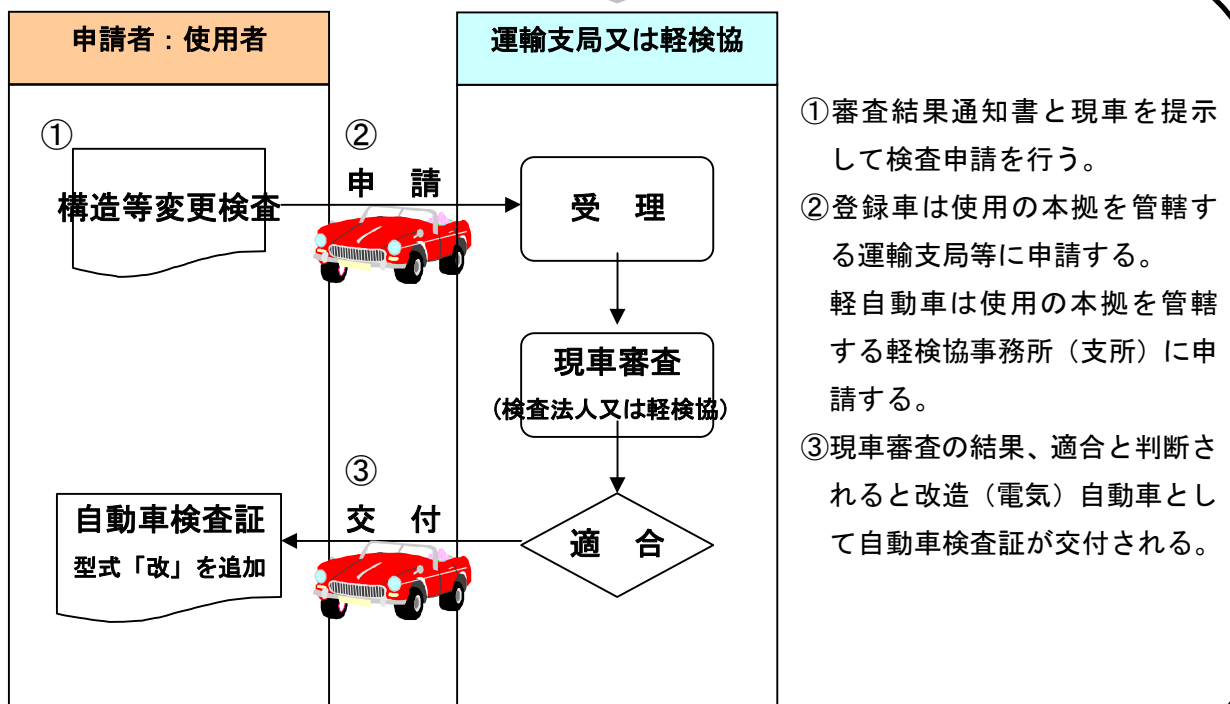 申請者：使用者
運輸支局又は軽検協
①
構造等変更検査
②
申　請
受　理
現車審査
（検査法人又は軽検協）
③
交　付
適　合
自動車検査証
型式「改」を追加
①審査結果通知書と現車を提示
して検査申請を行う。
②登録車は使用の本拠を管轄す
る運輸支局等に申請する。
軽自動車は使用の本拠を管轄
する軽検協事務所（支所）に申
請する。
③現車審査の結果、適合と判断さ
れると改造（電気）自動車とし
て自動車検査証が交付される。